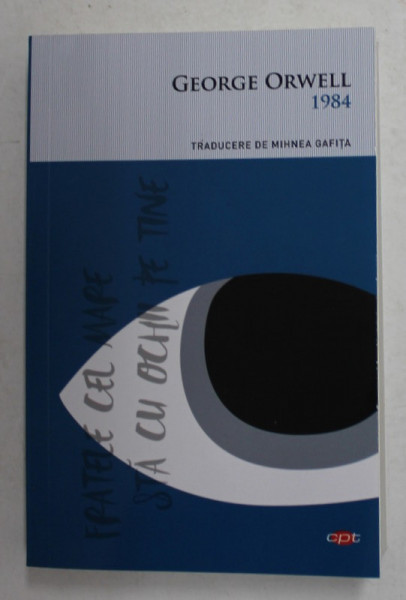 GEORGE ORWELL
1984
TRADUCERE DE MIHNEA GAFIȚA
FRATELE CEL MARE
STĂ CU OCHII PE TINE
cpt